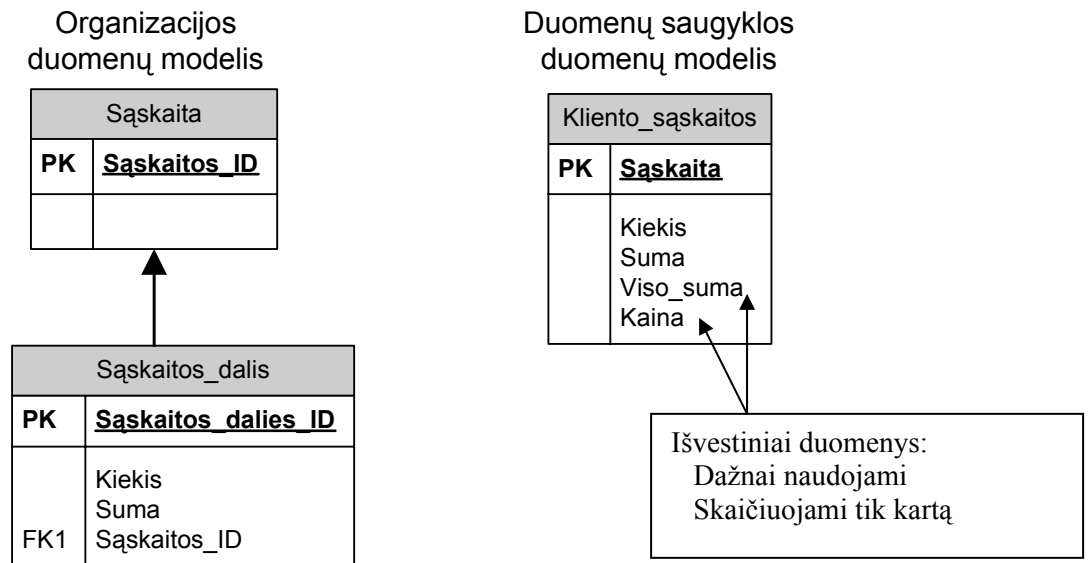 Organizacijos
duomenų modelis
Sąskaita
PK Sąskaitos_ID
Sąskaitos_dalis
PK Sąskaitos_dalies_ID
Kiekis
Suma
FK1 Sąskaitos_ID
Duomenų saugyklos
duomenų modelis
Kliento_sąskaitos
PK Sąskaita
Kiekis
Suma
Viso_suma
Kaina
Išvestiniai duomenys:
Dažnai naudojami
Skaičiuojami tik kartą